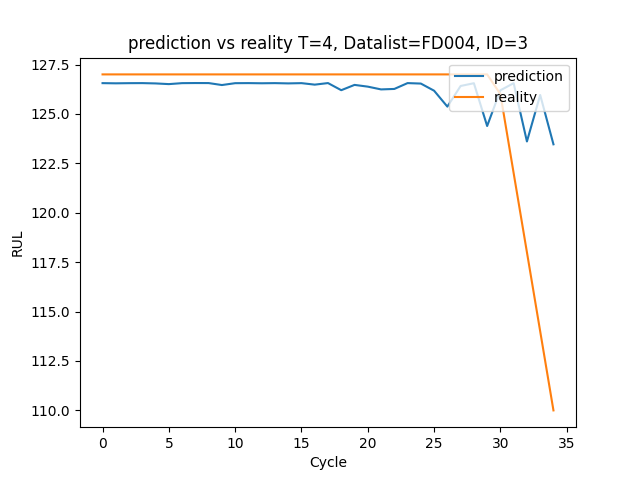 prediction vs reality T=4, Datalist=FD004, ID=3
prediction
reality
127.5
125.0
122.5
120.0
117.5
115.0
112.5
110.0
RUL
0 5 10 15 20 25 30 35
Cycle